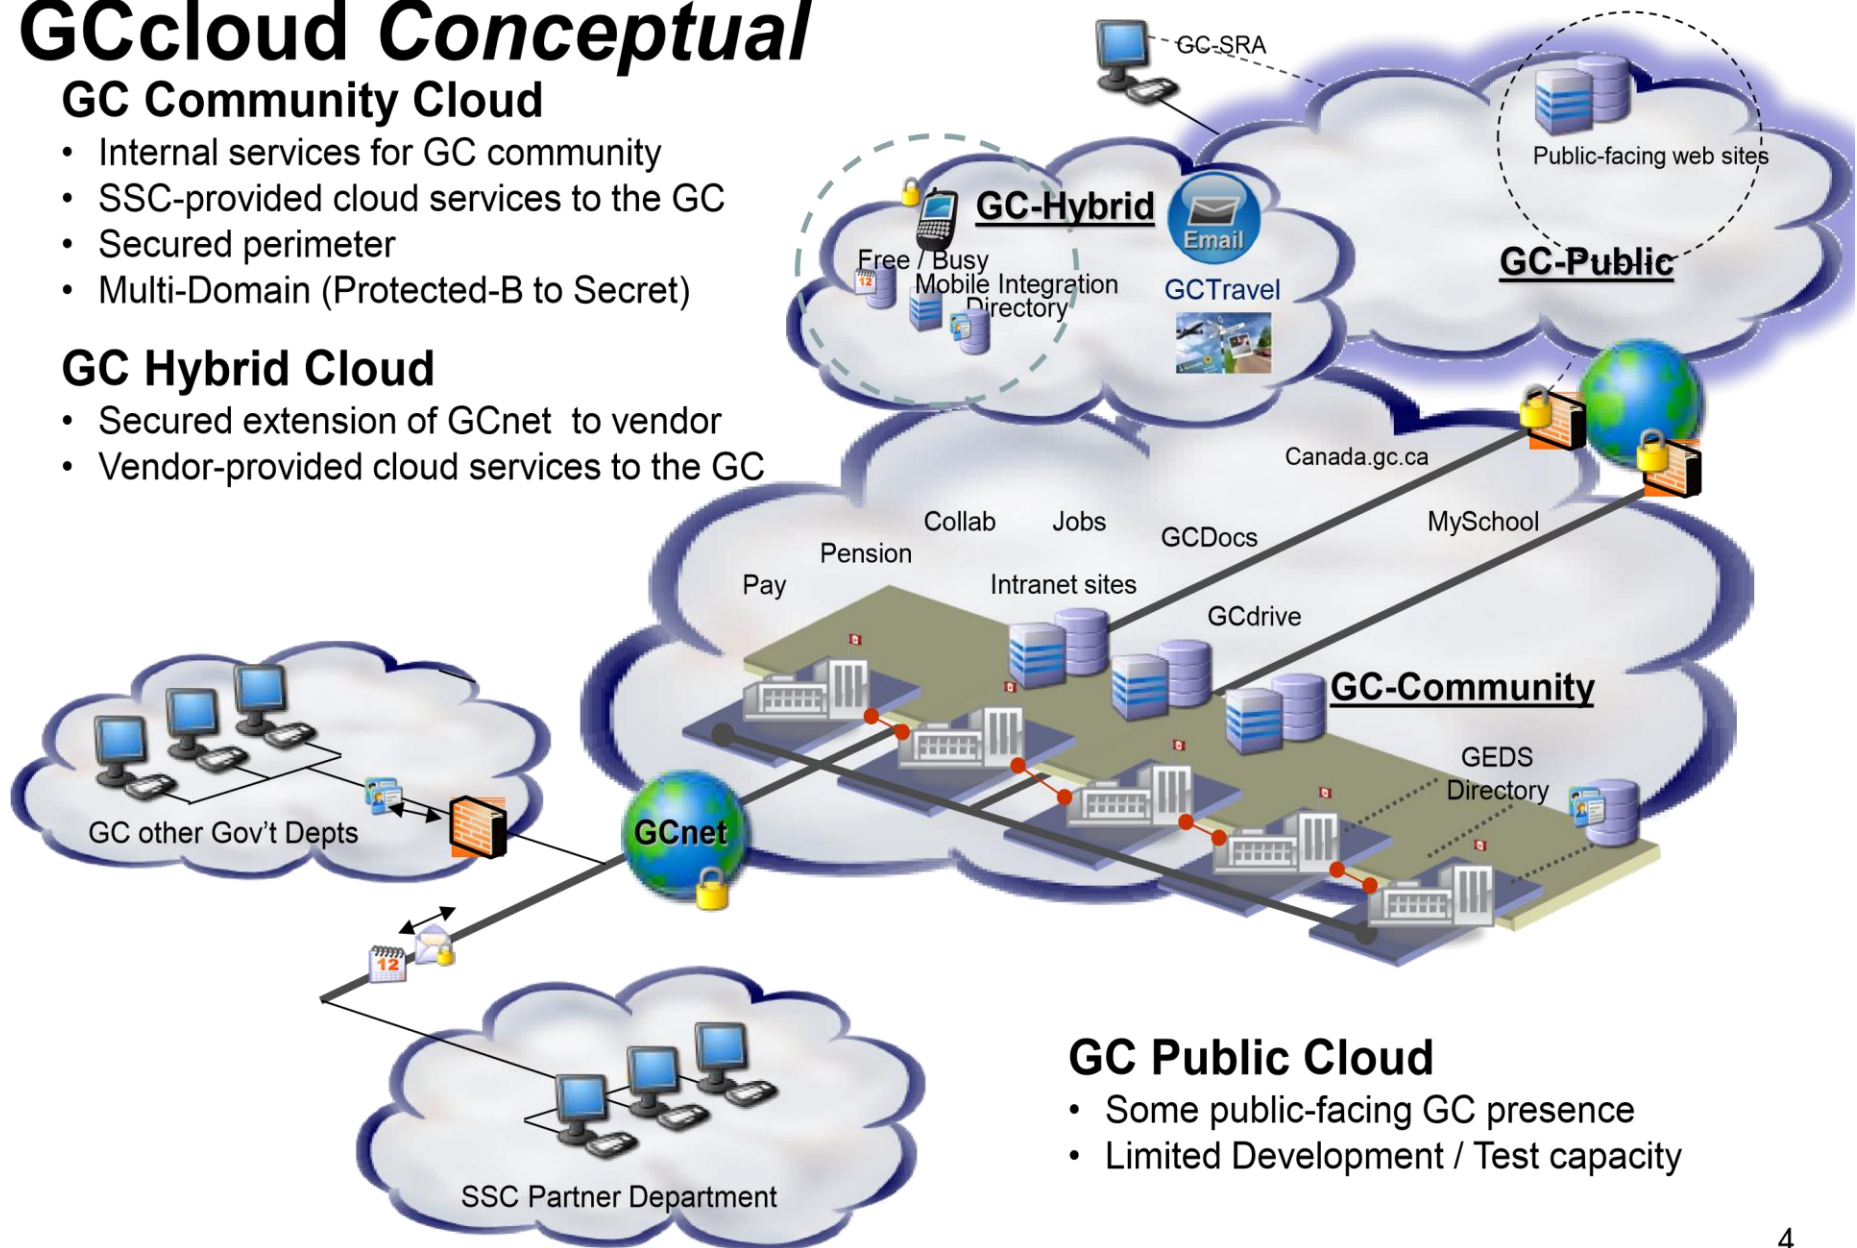 GCcloud Conceptual
GC Community Cloud
• Internal services for GC community
• SSC-provided cloud services to the GC
• Secured perimeter
• Multi-Domain (Protected-B to Secret)
GC Hybrid Cloud
• Secured extension of GCnet to vendor
• Vendor-provided cloud services to the GC
GC-SRA
Public-facing web sites
GC-Public
GC-Hybrid
Email
Free / Busy
Mobile Integration
Directory
12
GCTravel
Canada.gc.ca
Collab
Jobs
GCDocs
MySchool
Pension
Pay
Intranet sites
GCdrive
GC-Community
GEDS
Directory
GC other Gov't Depts
GCnet
12
SSC Partner Department
GC Public Cloud
• Some public-facing GC presence
• Limited Development / Test capacity
4